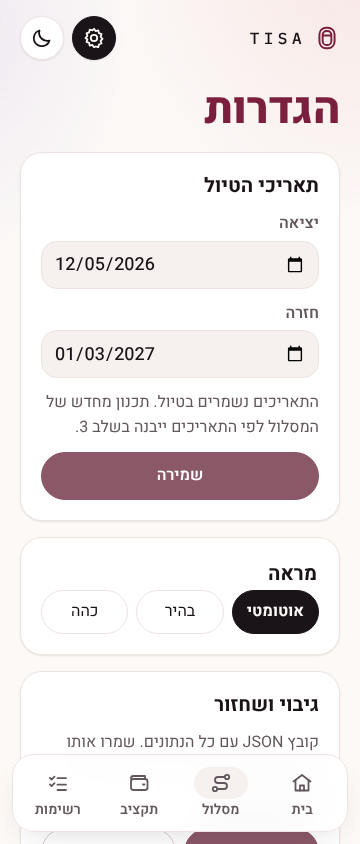 TISA
הגדרות
תאריכי הטיול
יציאה
12/05/2026
חזרה
01/03/2027
התאריכים נשמרים בטיול. תכנון מחדש של
המסלול לפי התאריכים ייבנה בשלב 3.
שמירה
מראה
אוטומטי
בהיר
כהה
גיבוי ושחזור
קובץ JSON עם כל הנתונים. שמרו אותו
בית
מסלול
תקציב
רשימות